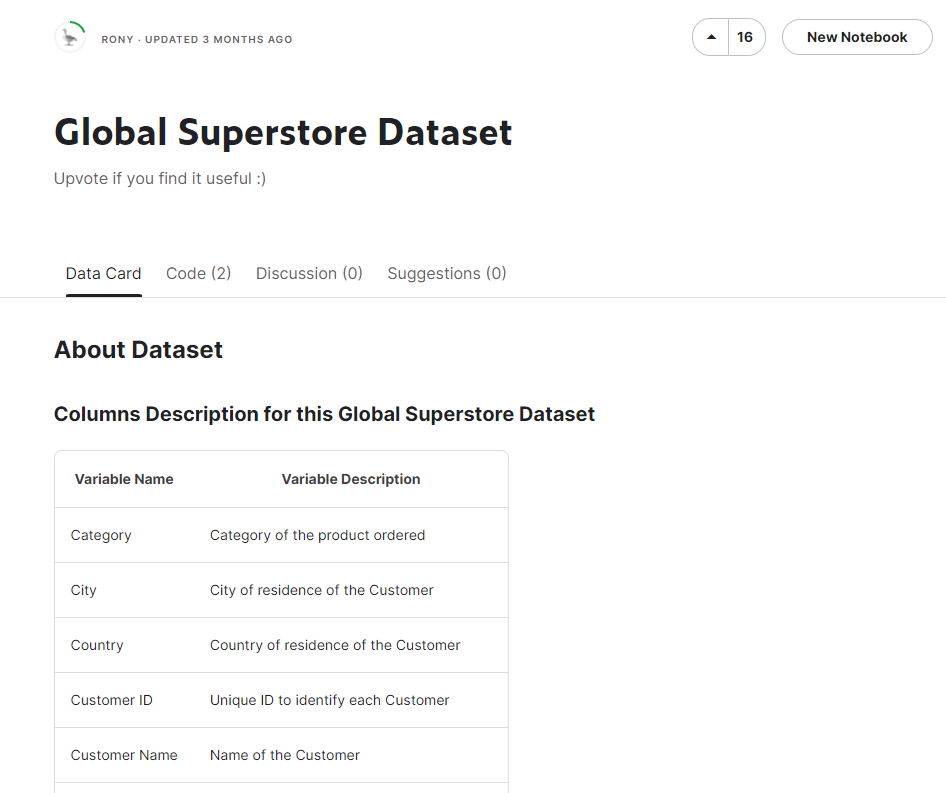 RONY · UPDATED 3 MONTHS AGO
16
New Notebook
Global Superstore Dataset
Upvote if you find it useful :)
Data Card Code (2) Discussion (0) Suggestions (0)
About Dataset
Columns Description for this Global Superstore Dataset
Variable Name Variable Description
Category Category of the product ordered
City City of residence of the Customer
Country Country of residence of the Customer
Customer ID Unique ID to identify each Customer
Customer Name Name of the Customer